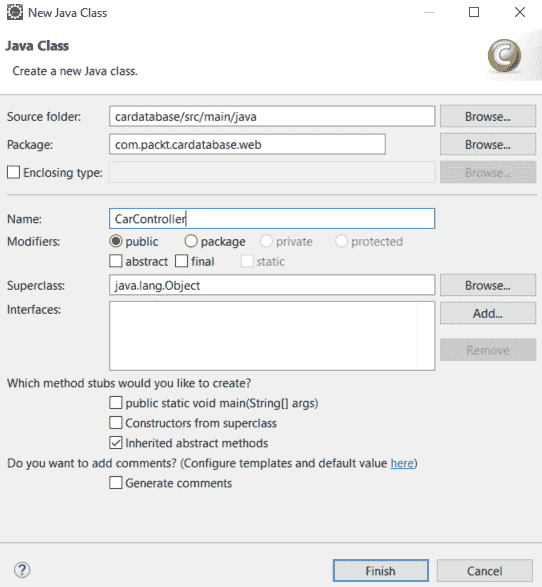 New Java Class
Java Class
Create a new Java class.
Source folder: cardatabase/src/main/java Browse...
Package: com.packt.cardatabase.web Browse...
Enclosing type: Browse...
Name: CarController
Modifiers: public package private protected
abstract final static
Superclass: java.lang.Object Browse...
Interfaces: Add...
Remove
Which method stubs would you like to create?
public static void main(String[] args)
Constructors from superclass
Inherited abstract methods
Do you want to add comments? (Configure templates and default value here)
Generate comments
? Finish Cancel